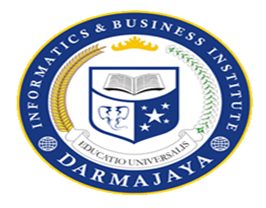 INFORMATICS & BUSINESS INSTITUTE
EDUCATIO UNIVERSALIS
DARMAJAYA